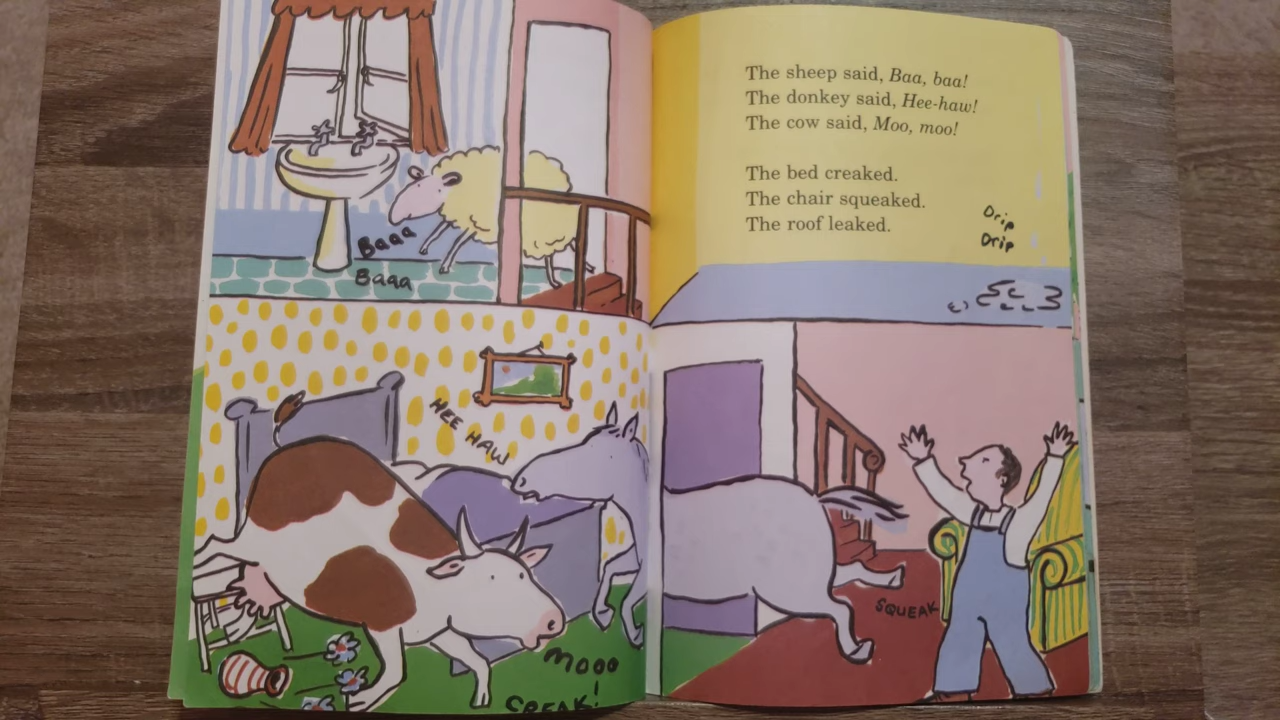 Baaa
Baaa
HEE HAW
Mooo
CREAK!
The sheep said, Baa, baa!
The donkey said, Hee-haw!
The cow said, Moo, moo!
The bed creaked.
The chair squeaked.
The roof leaked.
Drip
Drip
SQUEAK